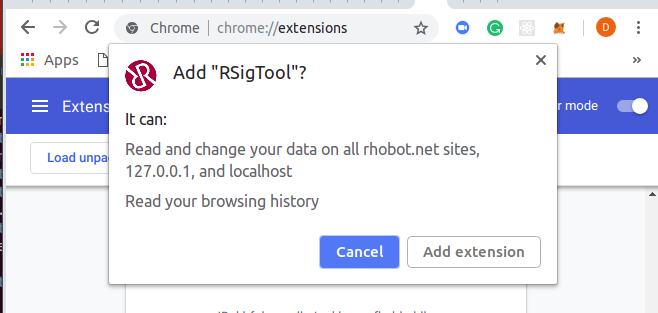 Chrome | chrome://extensions
D
Apps
»
Extens
r mode
Load unpa
Add "RSigTool"?
It can:
Read and change your data on all rhobot.net sites,
127.0.0.1, and localhost
Read your browsing history
Cancel
Add extension